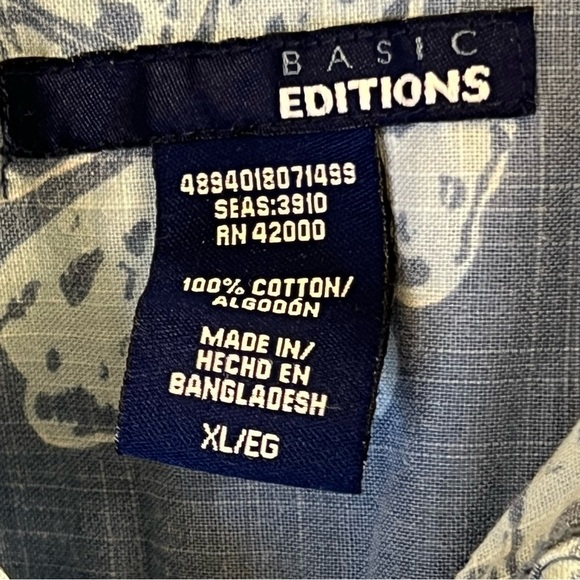 BASIC
EDITIONS
4894018071499
SEAS:3910
RN 42000
100% COTTON/
ALGODÓN
MADE IN/
HECHO EN
BANGLADESH
XL/EG